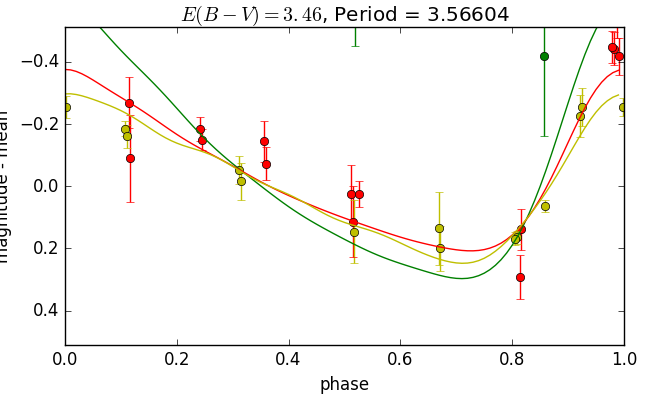 E(B − V) = 3.46, Period = 3.56604
magnitude - mean
−0.4
−0.2
0.0
0.2
0.4
0.0 0.2 0.4 0.6 0.8 1.0
phase